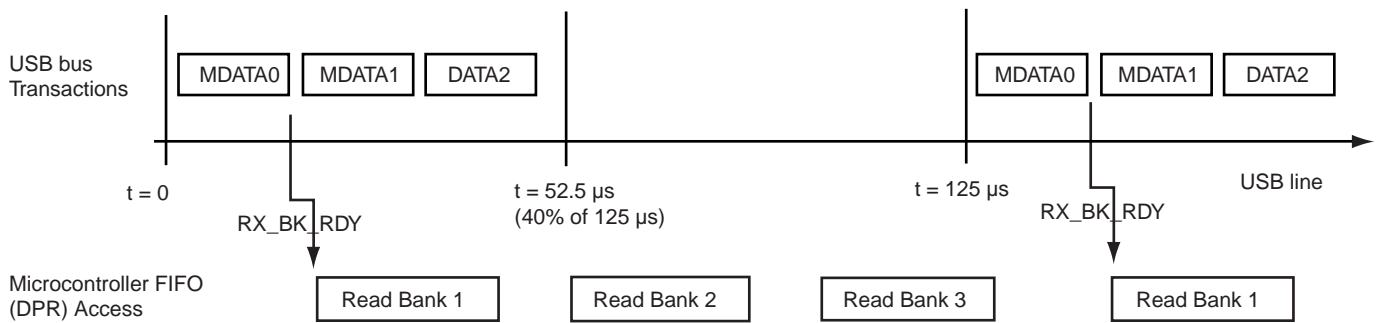 USB bus
Transactions
MDATA0 MDATA1 DATA2 MDATA0 MDATA1 DATA2
t = 0
t = 52.5 µs
(40% of 125 µs)
t = 125 µs
USB line
RX_BK_RDY
RX_BK_RDY
Microcontroller FIFO
(DPR) Access
Read Bank 1 Read Bank 2 Read Bank 3 Read Bank 1